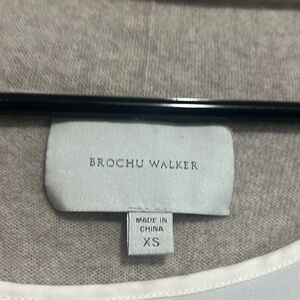 BROCHU WALKER
MADE IN
CHINA
XS